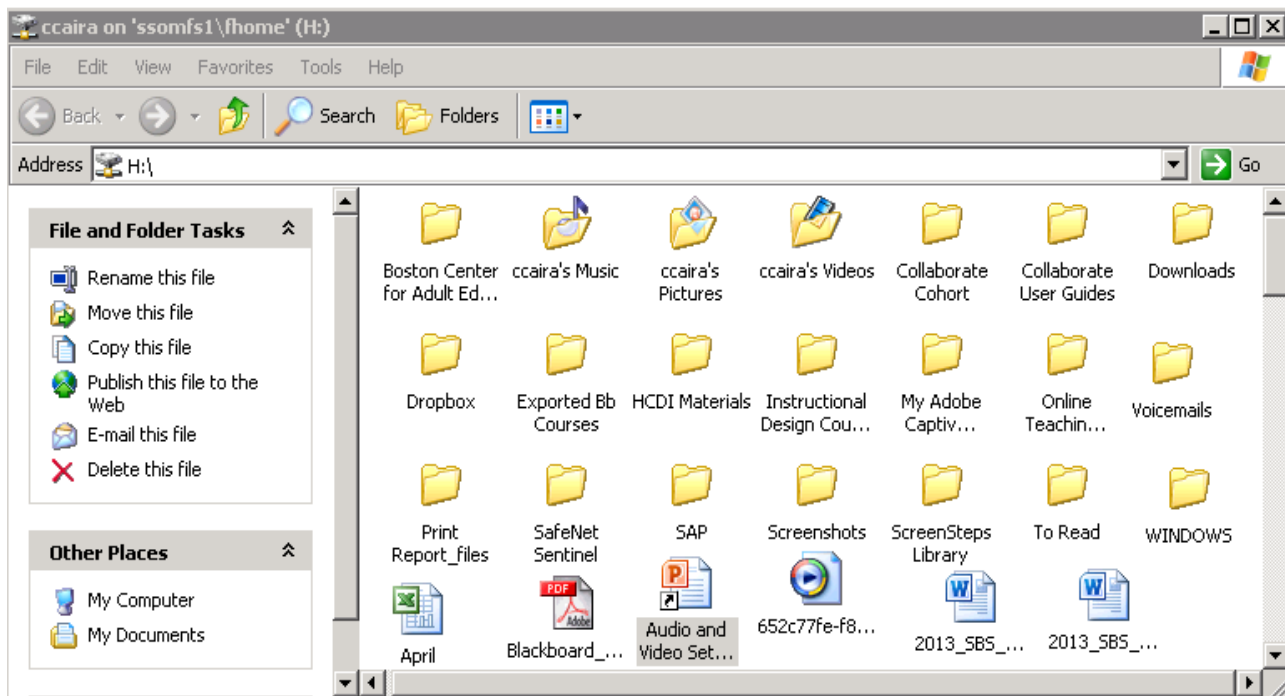 ccaira on 'ssomfs1\fhome' (H:)
File Edit View Favorites Tools Help
Back Search Folders
Address H:\ Go
File and Folder Tasks
Rename this file
Move this file
Copy this file
Publish this file to the
Web
E-mail this file
Delete this file
Other Places
My Computer
My Documents
Boston Center
for Adult Ed...
ccaira's Music
ccaira's
Pictures
ccaira's Videos
Collaborate
Cohort
Collaborate
User Guides
Downloads
Dropbox
Exported Bb
Courses
HCDI Materials
Instructional
Design Cou...
My Adobe
Captiv...
Online
Teachin...
Voicemails
Print
Report_files
SafeNet
Sentinel
SAP
Screenshots
ScreenSteps
Library
To Read
WINDOWS
April
PDF
Adobe
Blackboard_...
Audio and
Video Set...
652c77fe-f8...
2013_SBS_...
2013_SBS_...